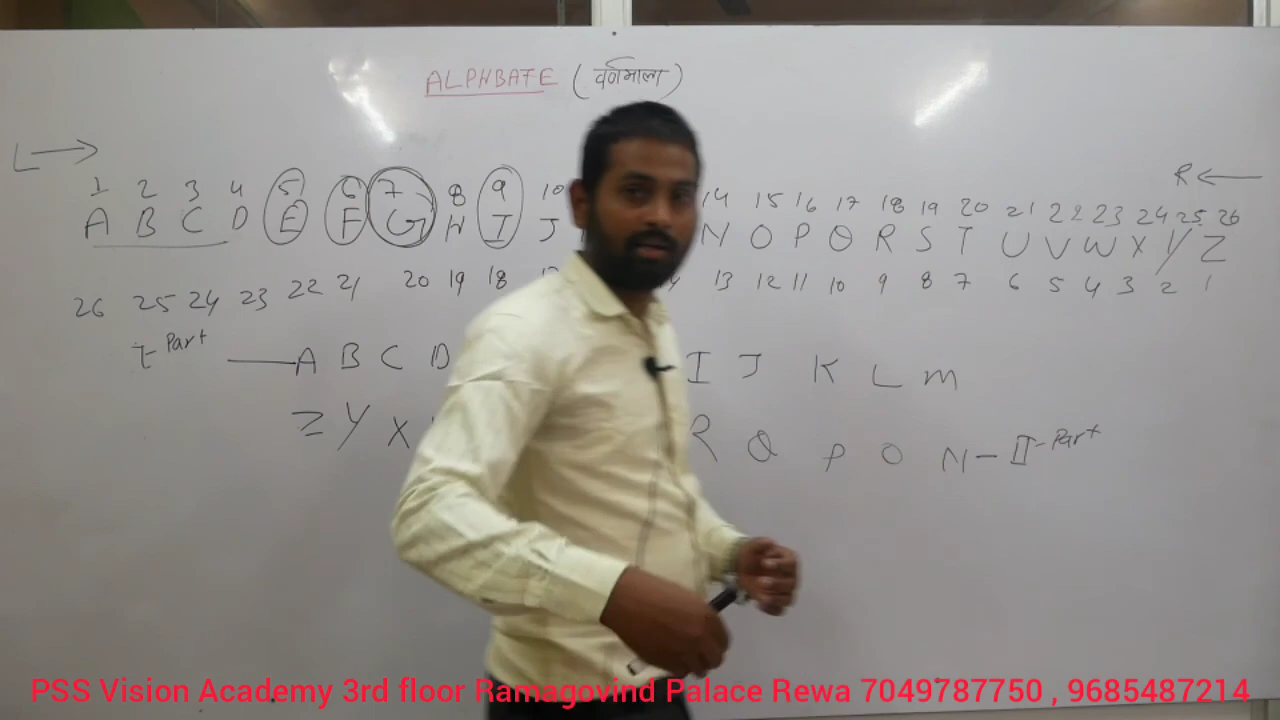 ALPHBATE (वर्णमाला)
L →
R ←
1 2 3 4 5 6 7 8 9 10 14 15 16 17 18 19 20 21 22 23 24 25 26
A B C D E F G H I J N O P Q R S T U V W X Y Z
26 25 24 23 22 21 20 19 18 13 12 11 10 9 8 7 6 5 4 3 2 1
I-Part — A B C D I J K L M
Z Y X R Q P O N - II-Part
PSS Vision Academy 3rd floor Ramagovind Palace Rewa 7049787750 , 9685487214